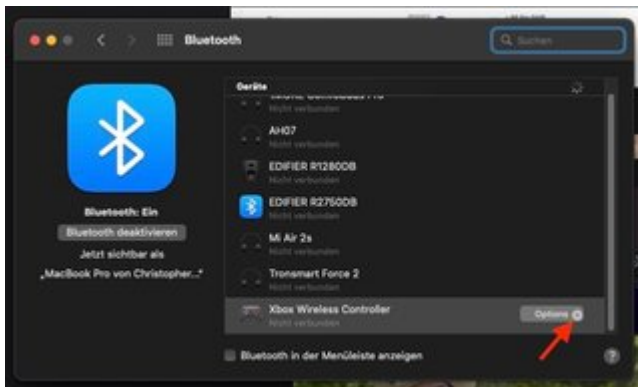 Bluetooth
Suchen
Geräte
Nicht verbunden
AH07
Nicht verbunden
EDIFIER R1280DB
Nicht verbunden
EDIFIER R2750DB
Nicht verbunden
Mi Air 2s
Nicht verbunden
Tronsmart Force 2
Nicht verbunden
Xbox Wireless Controller
Nicht verbunden
Options
Bluetooth: Ein
Bluetooth deaktivieren
Jetzt sichtbar als
„MacBook Pro von Christopher..."
Bluetooth in der Menüleiste anzeigen
?